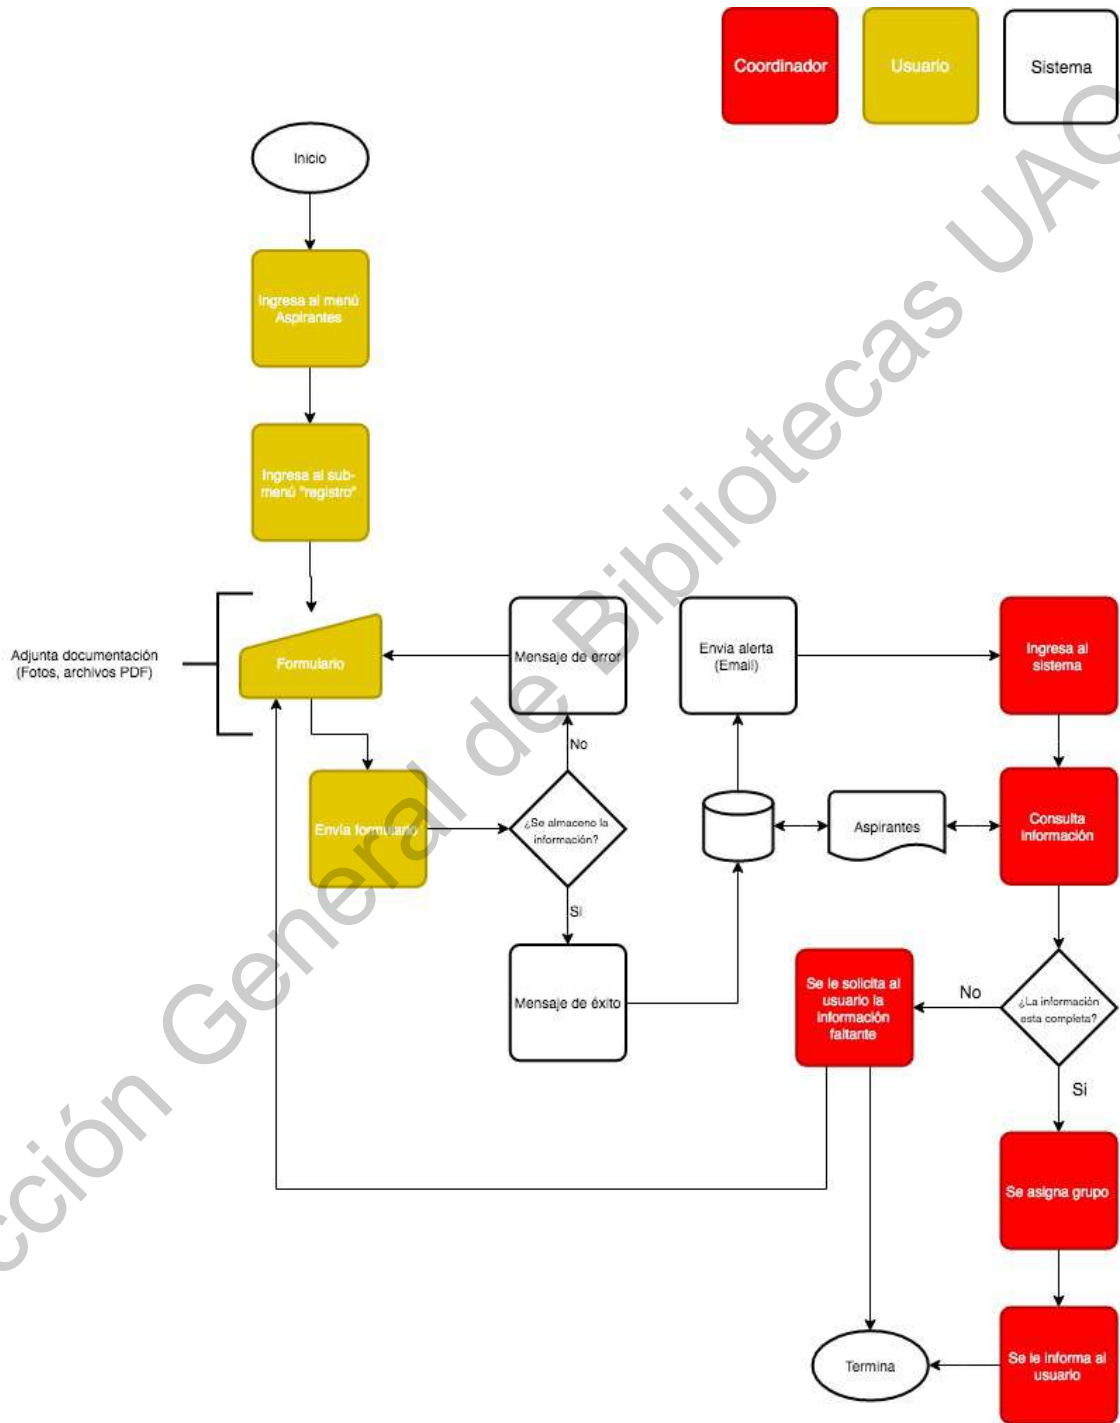 Coordinador
Usuario
Sistema
Inicio
Ingresa al menú
Aspirantes
Ingresa al sub-
menú "registro"
Adjunta documentación
(Fotos, archivos PDF)
Formulario
Mensaje de error
Envía alerta
(Email)
Ingresa al
sistema
No
Envía formulario
¿Se almaceno la
información?
Aspirantes
Consulta
información
Si
Mensaje de éxito
Se le solicita al
usuario la
información
faltante
No
¿La información
esta completa?
Si
Se asigna grupo
Termina
Se le informa al
usuario
cción General de Bibliotecas UAQ